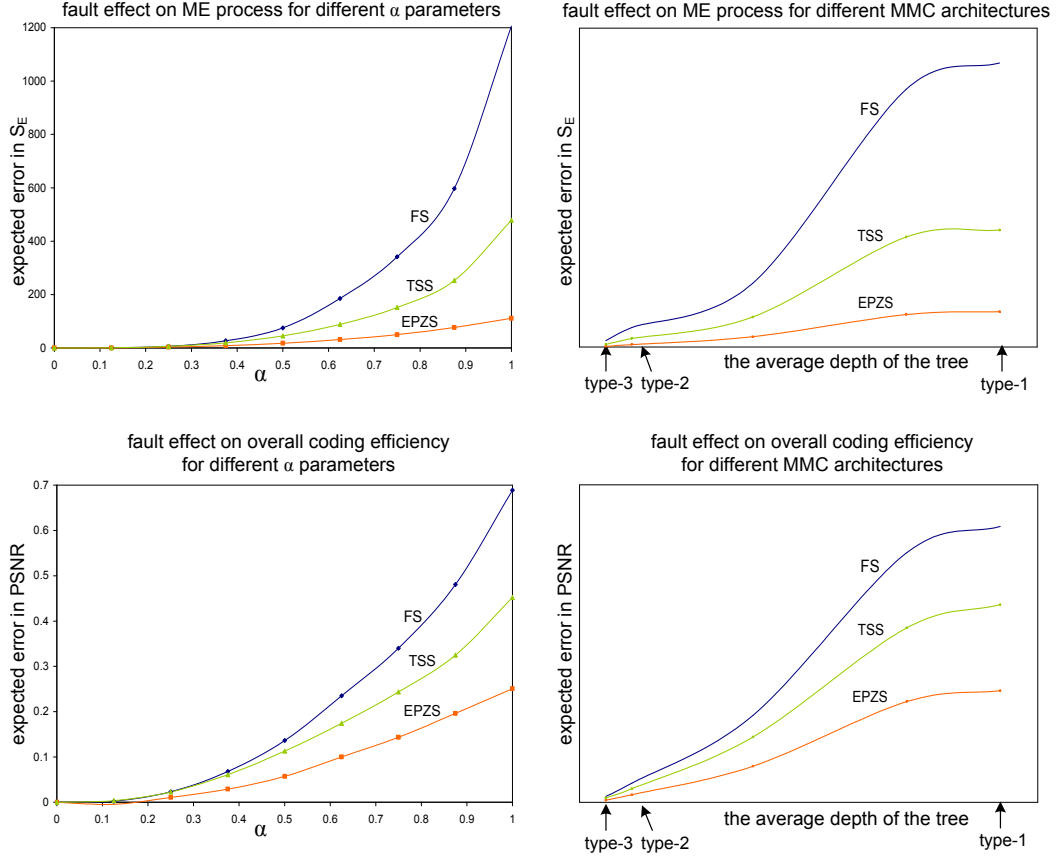 fault effect on ME process for different α parameters
1200
1000
800
600
400
200
0
expected error in SE
FS
TSS
EPZS
0 0.1 0.2 0.3 0.4 0.5 0.6 0.7 0.8 0.9 1
α
fault effect on ME process for different MMC architectures
expected error in SE
FS
TSS
EPZS
the average depth of the tree
type-3 type-2 type-1
fault effect on overall coding efficiency
for different α parameters
0.7
0.6
0.5
0.4
0.3
0.2
0.1
0
expected error in PSNR
FS
TSS
EPZS
0 0.1 0.2 0.3 0.4 0.5 0.6 0.7 0.8 0.9 1
α
fault effect on overall coding efficiency
for different MMC architectures
expected error in PSNR
FS
TSS
EPZS
the average depth of the tree
type-3 type-2 type-1